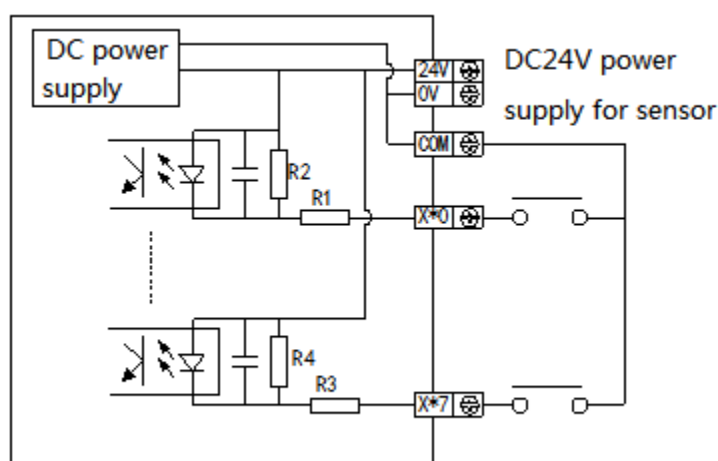 DC power
supply
24V
0V
COM
DC24V power
supply for sensor
R2
R1
X*0
R4
R3
X*7